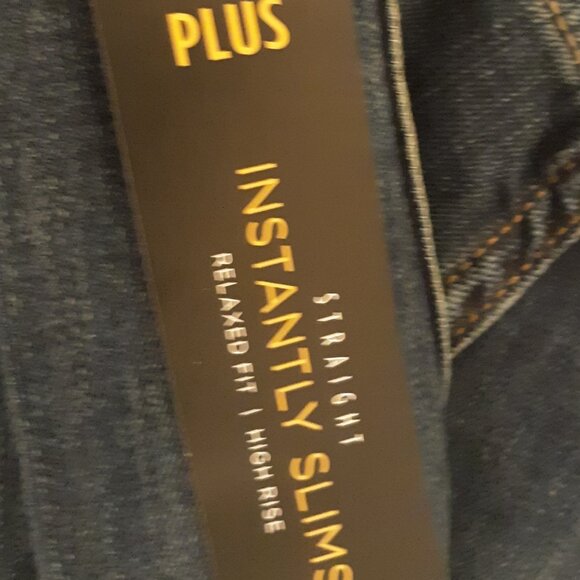 PLUS
STRAIGHT
INSTANTLY SLIMS
RELAXED FIT | HIGH RISE